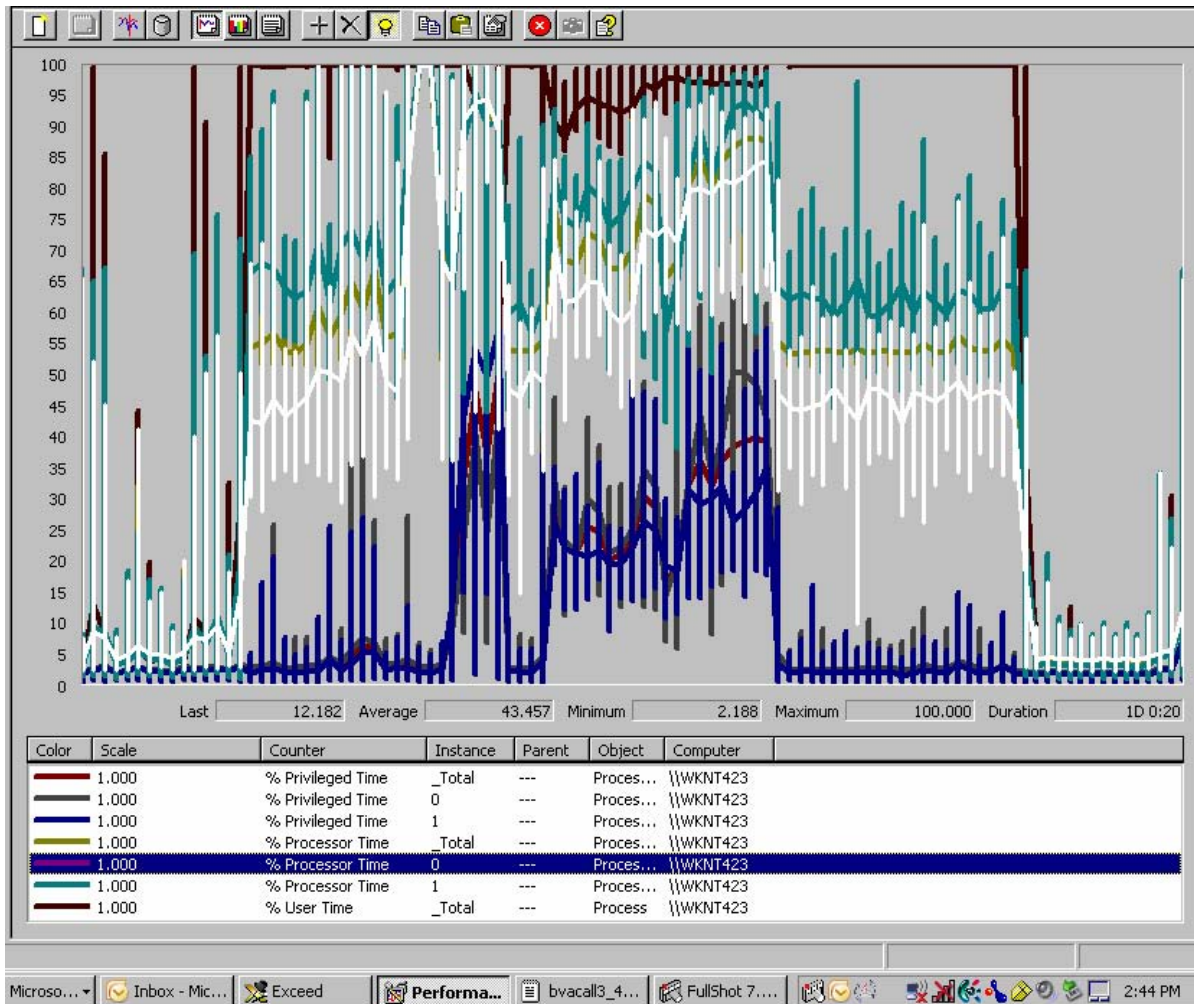 100
95
90
85
80
75
70
65
60
55
50
45
40
35
30
25
20
15
10
5
0
Last 12.182 Average 43.457 Minimum 2.188 Maximum 100.000 Duration 1D 0:20
Color Scale Counter Instance Parent Object Computer
1.000 % Privileged Time _Total --- Proces... \\WKNT423
1.000 % Privileged Time 0 --- Proces... \\WKNT423
1.000 % Privileged Time 1 --- Proces... \\WKNT423
1.000 % Processor Time _Total --- Proces... \\WKNT423
1.000 % Processor Time 0 --- Proces... \\WKNT423
1.000 % Processor Time 1 --- Proces... \\WKNT423
1.000 % User Time _Total --- Process \\WKNT423
Microso... Inbox - Mic... Exceed Performa... bvacall3_4... FullShot 7.... 2:44 PM